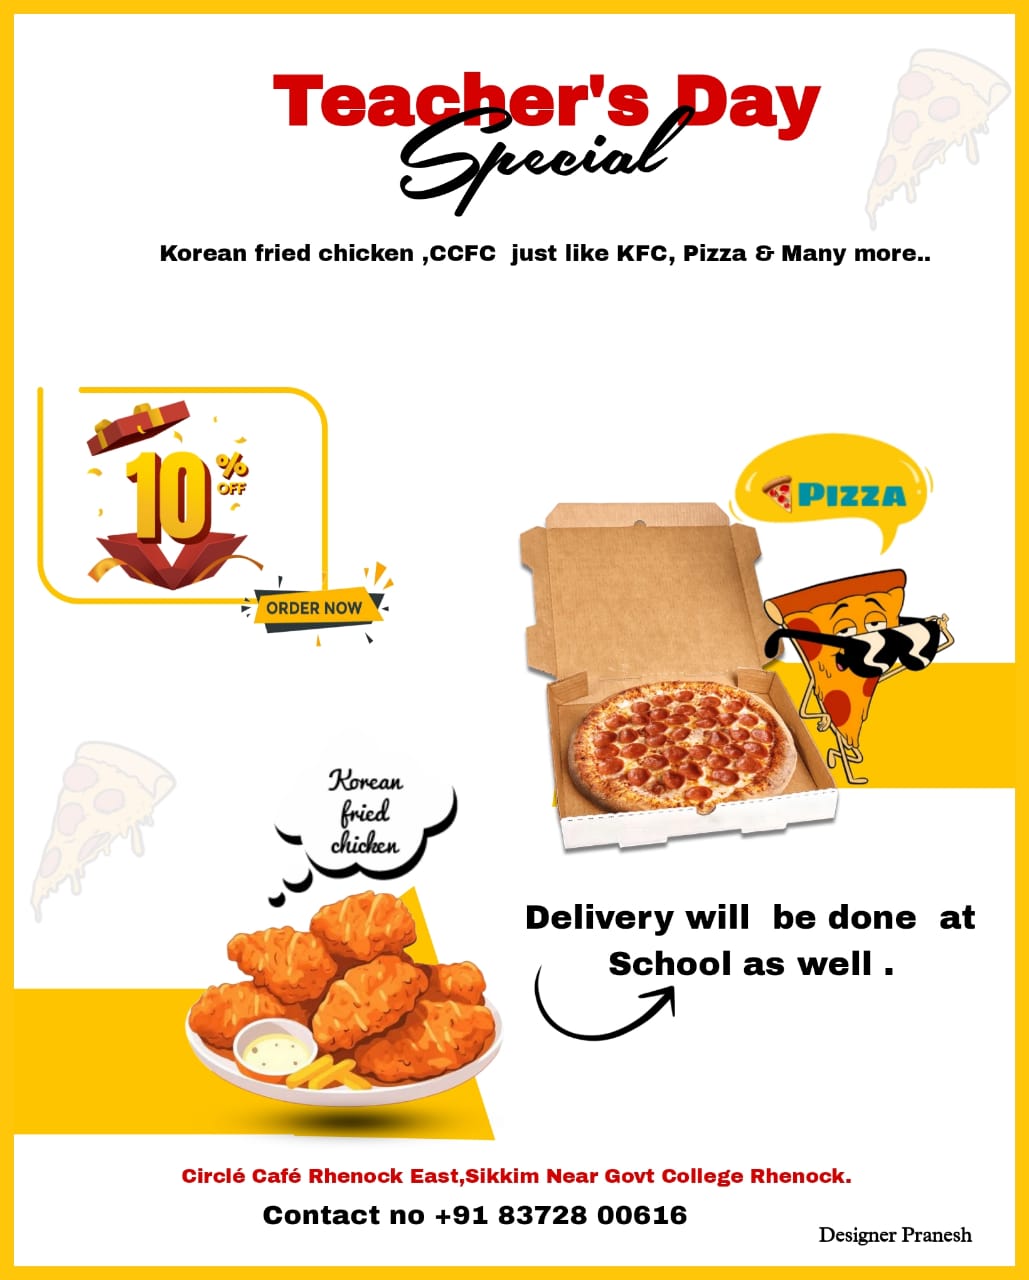 Teacher's Day
Special
Korean fried chicken ,CCFC  just like KFC, Pizza & Many more..
10
%
OFF
ORDER NOW
PIZZA
Korean
fried
chicken
Delivery will  be done  at
School as well .
Circlé Café Rhenock East,Sikkim Near Govt College Rhenock.
Contact no +91 83728 00616
Designer Pranesh